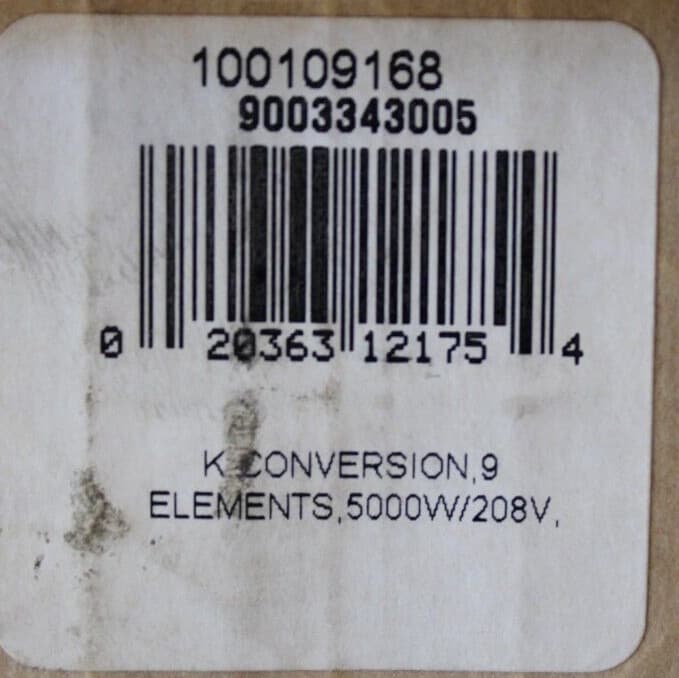 100109168
9003343005
0 20363 12175 4
K CONVERSION,9
ELEMENTS,5000W/208V,